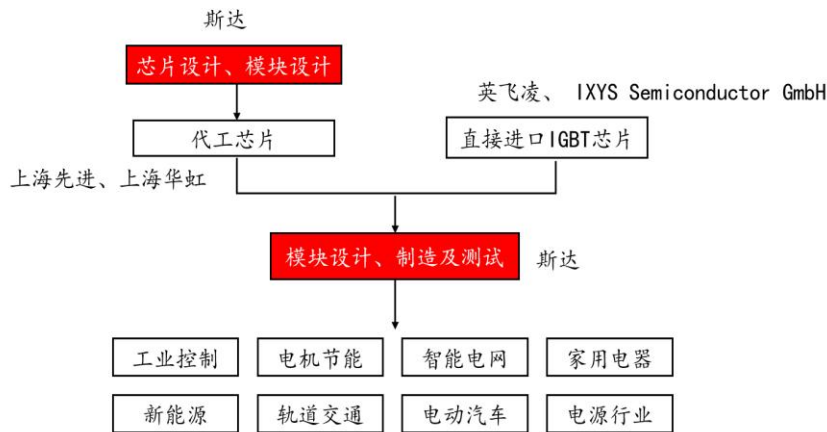 斯达
芯片设计、模块设计
英飞凌、 IXYS Semiconductor GmbH
代工芯片
直接进口IGBT芯片
上海先进、上海华虹
模块设计、制造及测试
斯达
工业控制
电机节能
智能电网
家用电器
新能源
轨道交通
电动汽车
电源行业